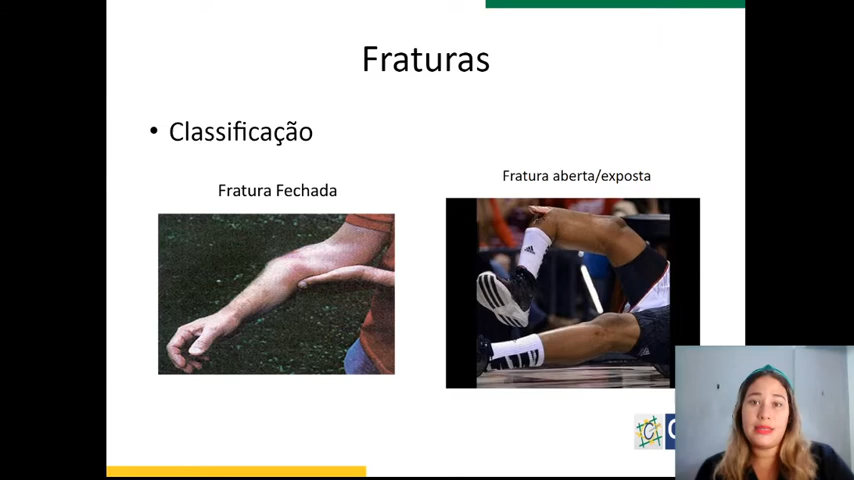 Fraturas
• Classificação
Fratura Fechada
Fratura aberta/exposta